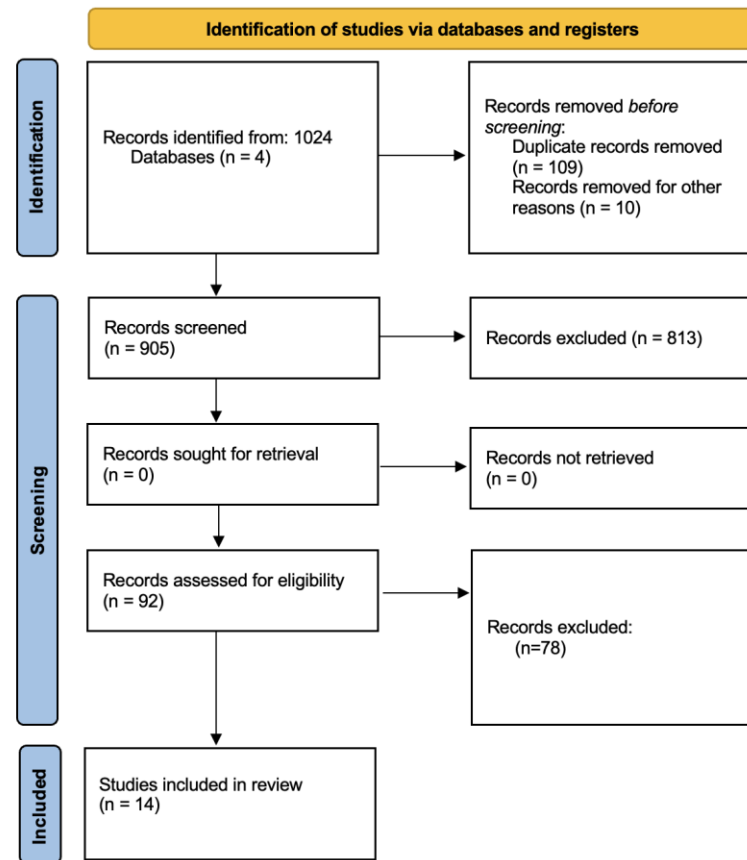 Identification of studies via databases and registers
Identification
Records identified from: 1024
Databases (n = 4)
Records removed before
screening:
Duplicate records removed
(n = 109)
Records removed for other
reasons (n = 10)
Screening
Records screened
(n = 905)
Records excluded (n = 813)
Records sought for retrieval
(n = 0)
Records not retrieved
(n = 0)
Records assessed for eligibility
(n = 92)
Records excluded:
(n=78)
Included
Studies included in review
(n = 14)